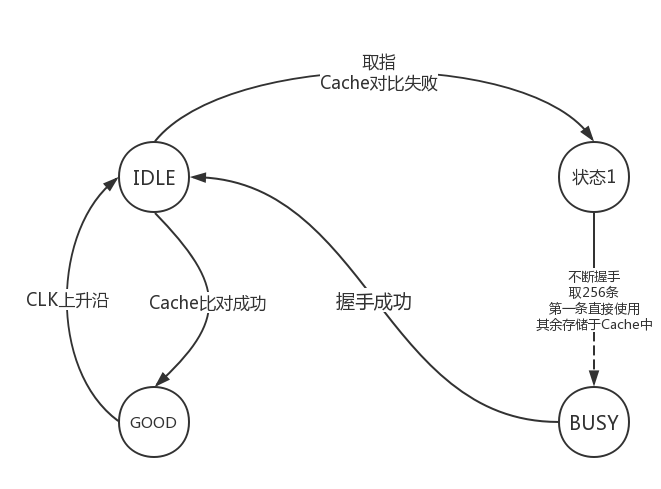 取指
Cache对比失败
IDLE
状态1
不断握手
取256条
第一条直接使用
其余存储于Cache中
CLK上升沿
Cache比对成功
握手成功
GOOD
BUSY